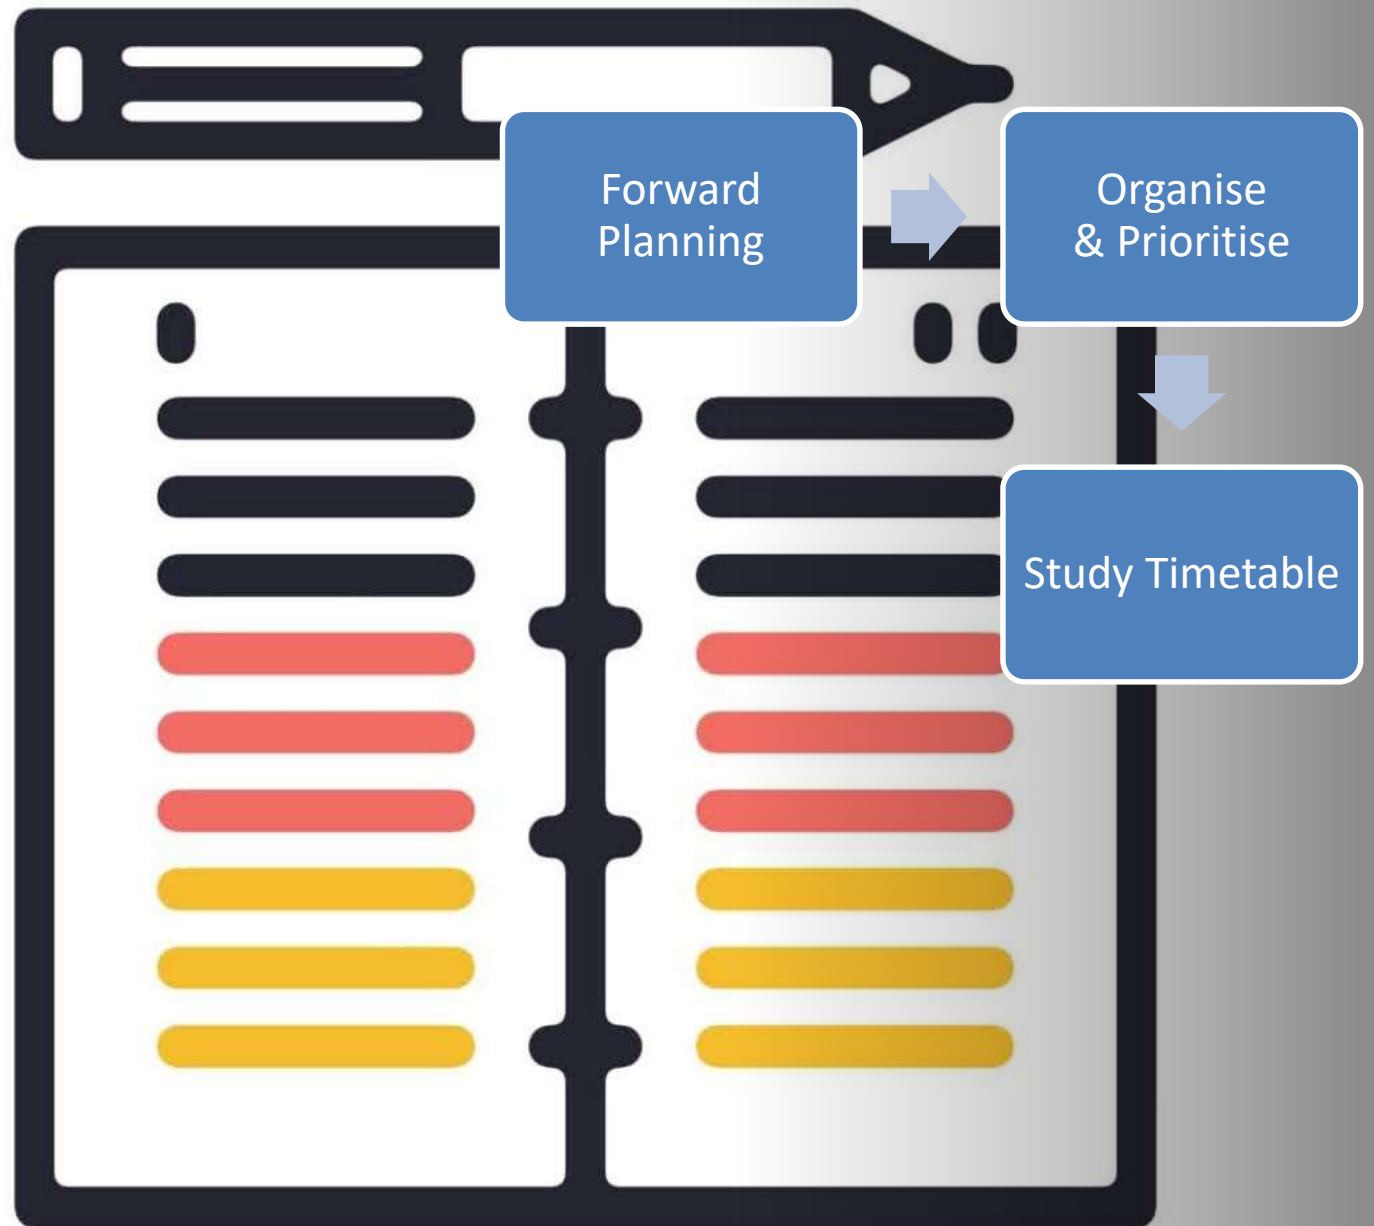 Forward
Planning
Organise
& Prioritise
Study Timetable